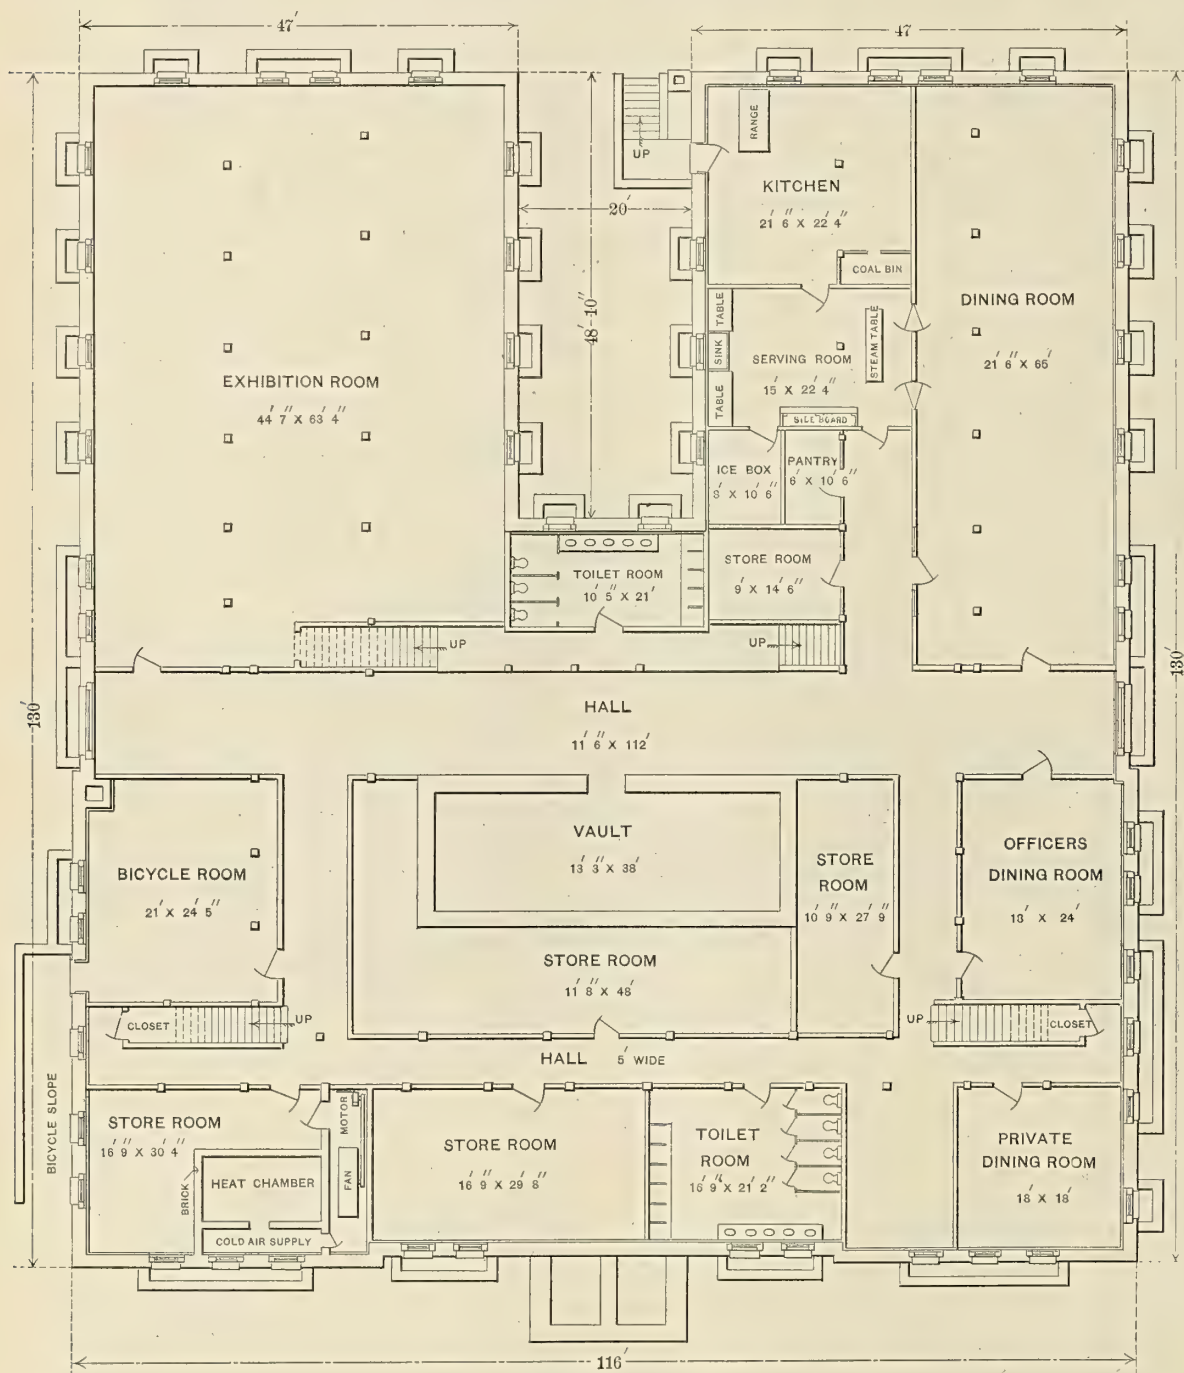 47'
47
UP
RANGE
KITCHEN
21' 6" X 22' 4"
20'
COAL BIN
48'-10"
TABLE
SINK
TABLE
SERVING ROOM
15' X 22' 4"
STEAM TABLE
SIDE BOARD
DINING ROOM
21' 6" X 65'
EXHIBITION ROOM
44' 7" X 63' 4"
ICE BOX
8' X 10' 6"
PANTRY
6' X 10' 6"
TOILET ROOM
10' 5" X 21'
STORE ROOM
9' X 14' 6"
UP
UP
130'
130'
HALL
11' 6" X 112'
VAULT
13' 3" X 38'
BICYCLE ROOM
21' X 24' 5"
STORE
ROOM
10' 9" X 27' 9"
OFFICERS
DINING ROOM
18' X 24'
STORE ROOM
11' 8" X 48'
CLOSET
UP
UP
CLOSET
HALL 5' WIDE
BICYCLE SLOPE
STORE ROOM
16' 9" X 30' 4"
MOTOR
FAN
BRICK
HEAT CHAMBER
COLD AIR SUPPLY
STORE ROOM
16' 9" X 29' 8"
TOILET
ROOM
16' 9" X 21' 2"
PRIVATE
DINING ROOM
18' X 18'
116'